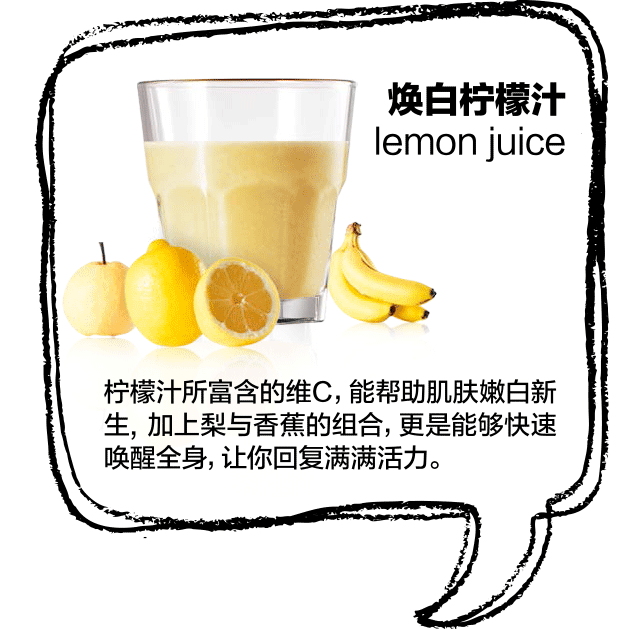 焕白柠檬汁
lemon juice
柠檬汁所富含的维C，能帮助肌肤嫩白新
生，加上梨与香蕉的组合，更是能够快速
唤醒全身，让你回复满满活力。